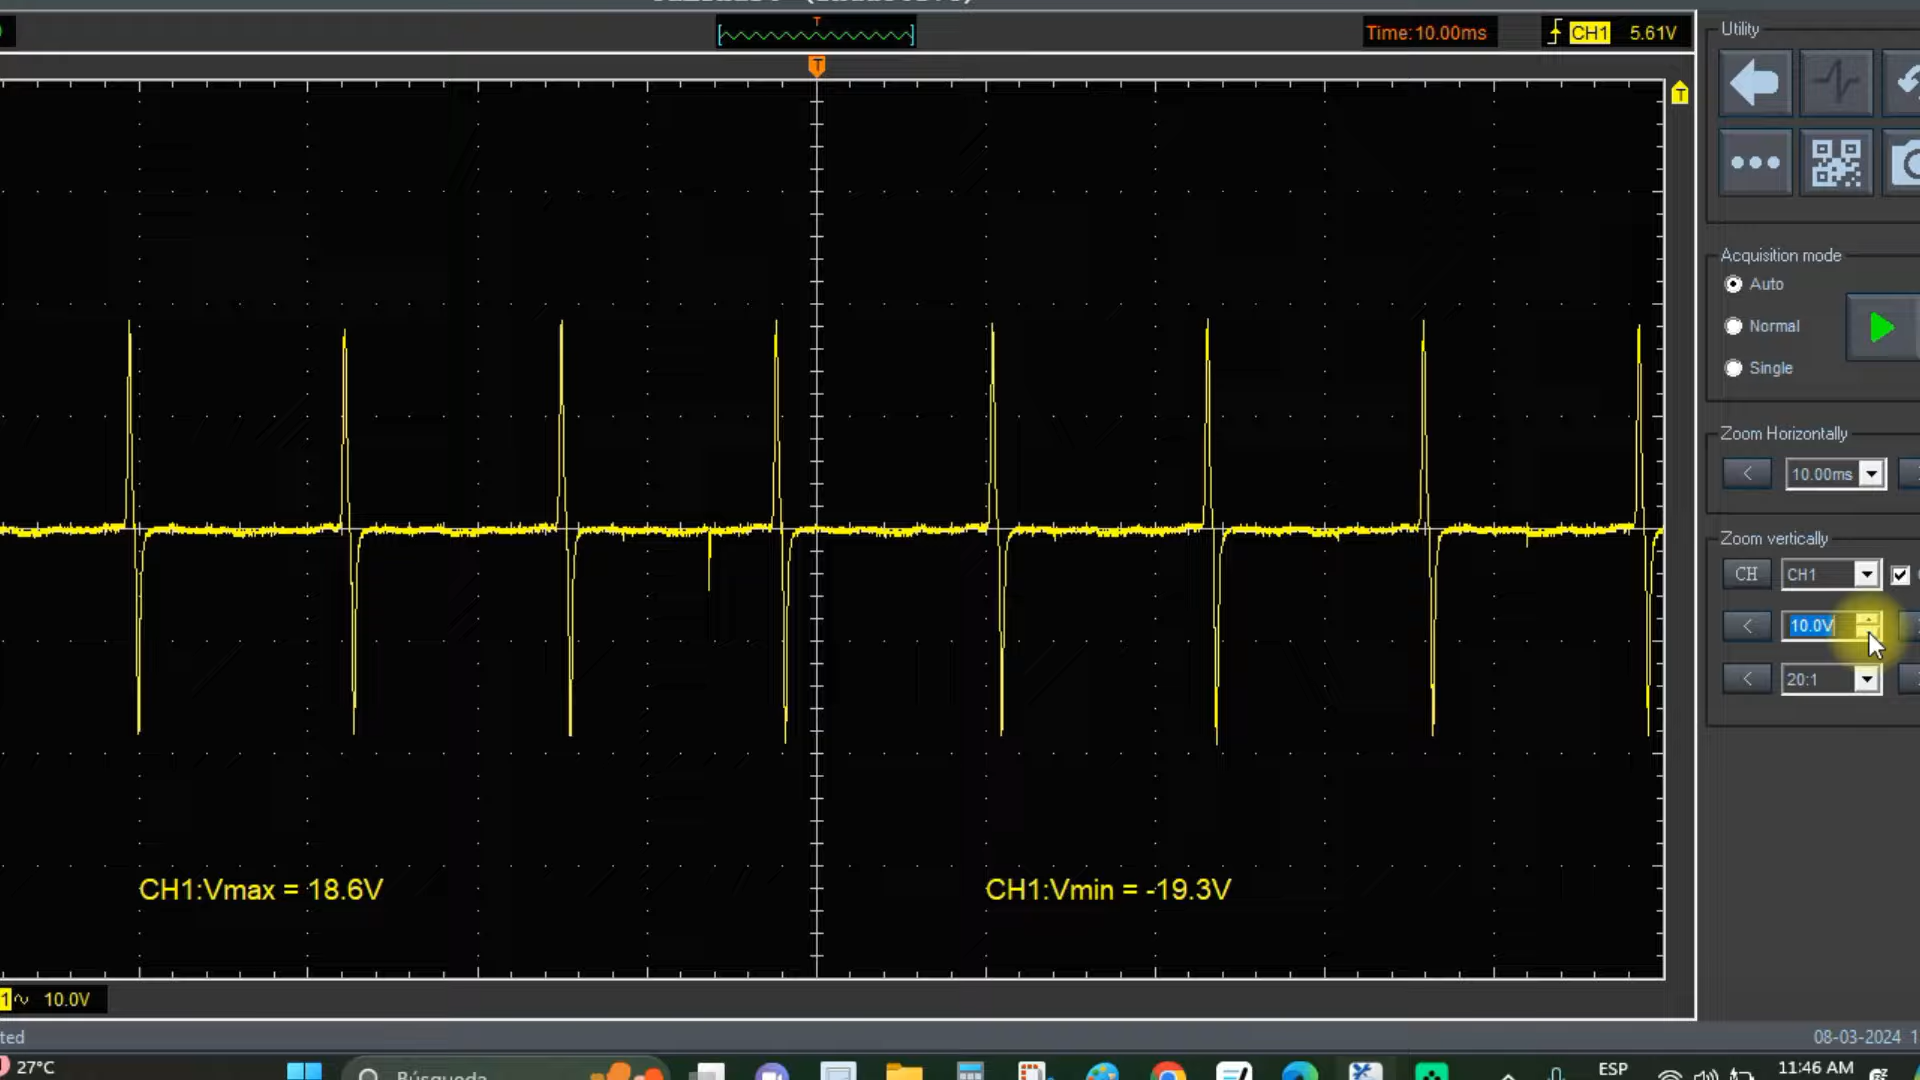 T
Time:10.00ms
CH1 5.61V
T
T
Utility
Acquisition mode
Auto
Normal
Single
Zoom Horizontally
< 10.00ms
Zoom vertically
CH CH1
< 10.0V
< 20:1
CH1:Vmax = 18.6V
CH1:Vmin = -19.3V
1 10.0V
ted
08-03-2024 1
27°C
Búsqueda
ESP
11:46 AM